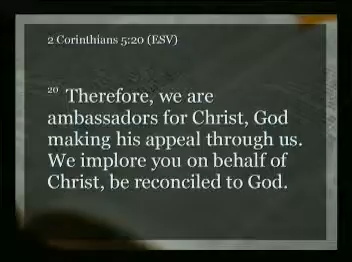 2 Corinthians 5:20 (ESV)
20 Therefore, we are
ambassadors for Christ, God
making his appeal through us.
We implore you on behalf of
Christ, be reconciled to God.